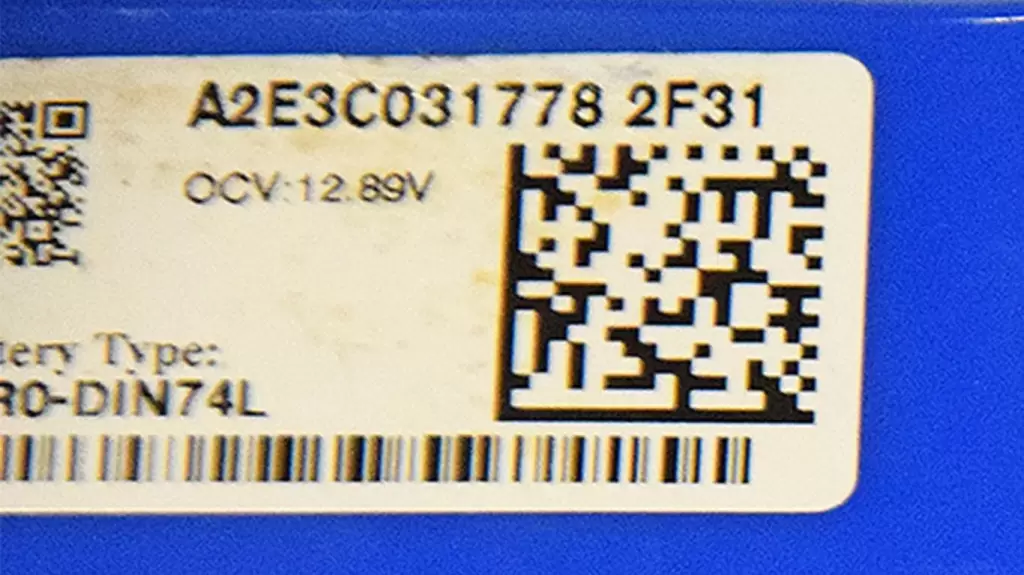 A2E3C031778 2F31
OCV:12.89V
tery Type:
R0-DIN74L